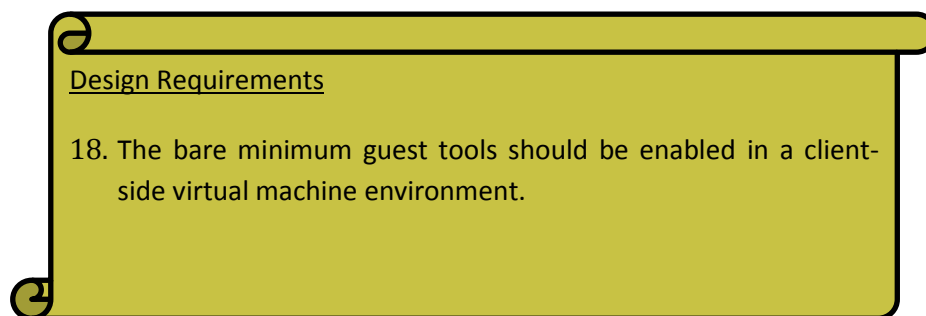 Design Requirements
18. The bare minimum guest tools should be enabled in a client-
side virtual machine environment.